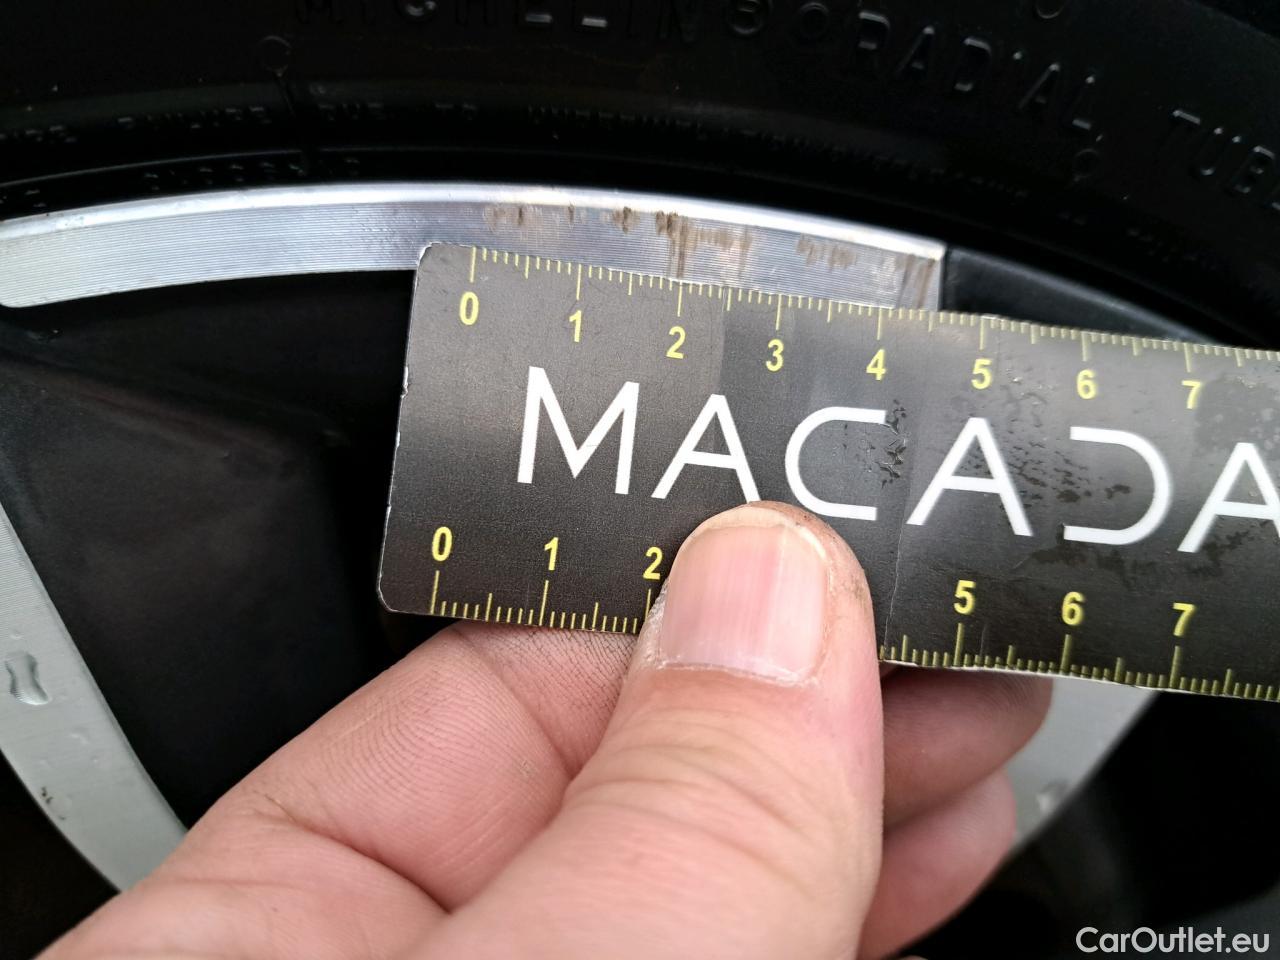 MICHELIN RADIAL TUBE
0 1 2 3 4 5 6 7
MACADA
0 1 2 5 6 7
CarOutlet.eu